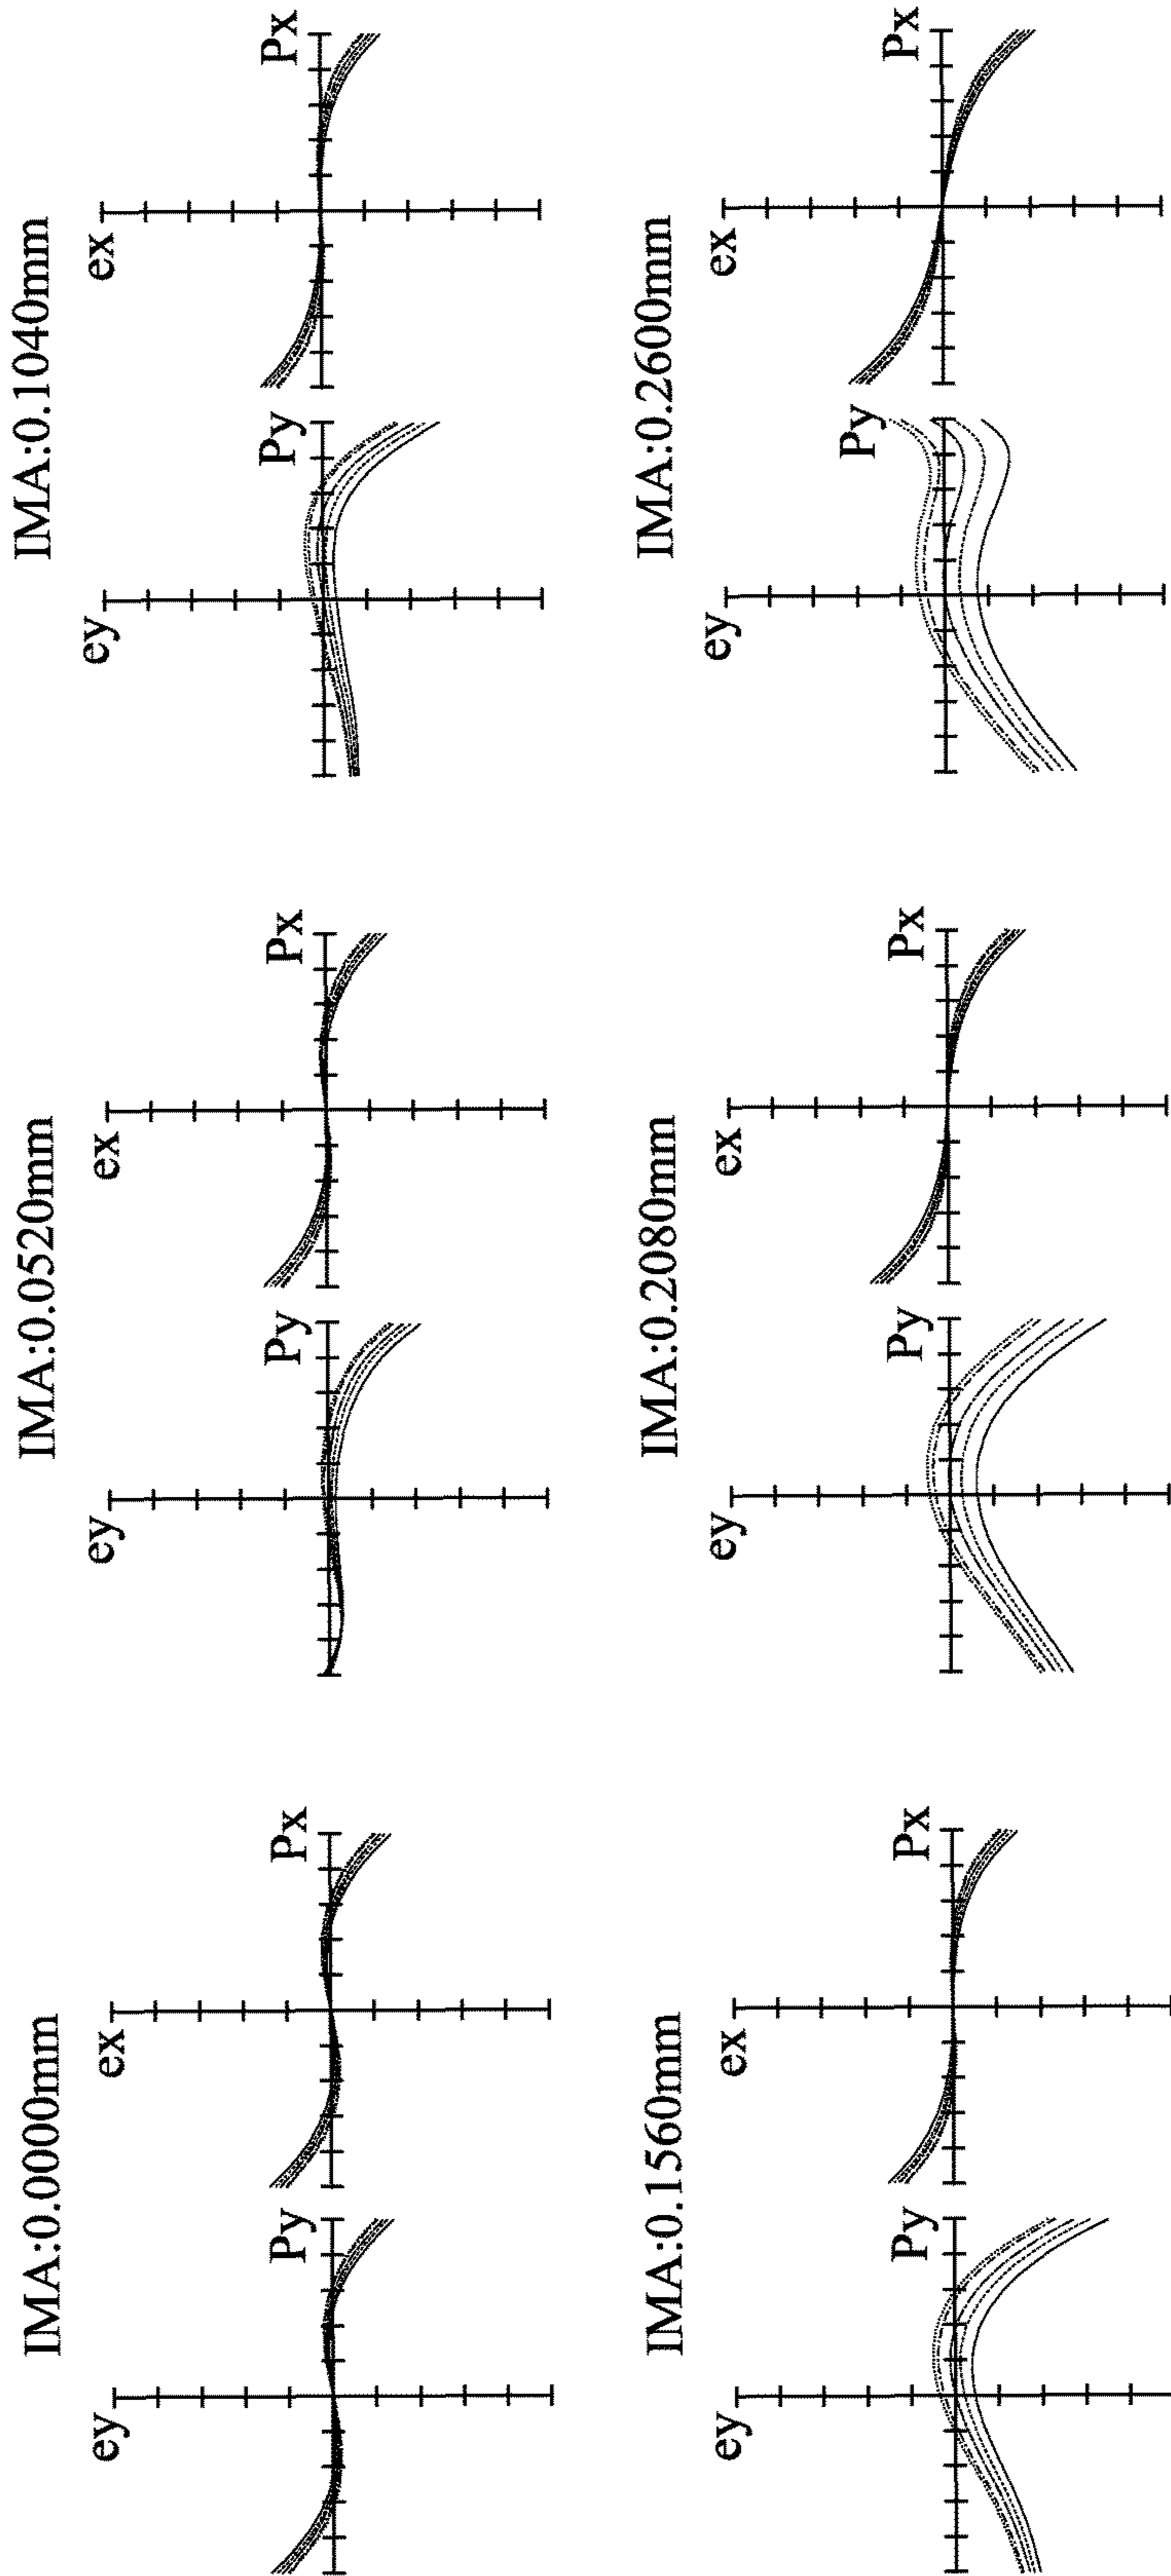 IMA:0.0000mm
ey
Py
ex
Px
IMA:0.0520mm
ey
Py
ex
Px
IMA:0.1040mm
ey
Py
ex
Px
IMA:0.1560mm
ey
Py
ex
Px
IMA:0.2080mm
ey
Py
ex
Px
IMA:0.2600mm
ey
Py
ex
Px